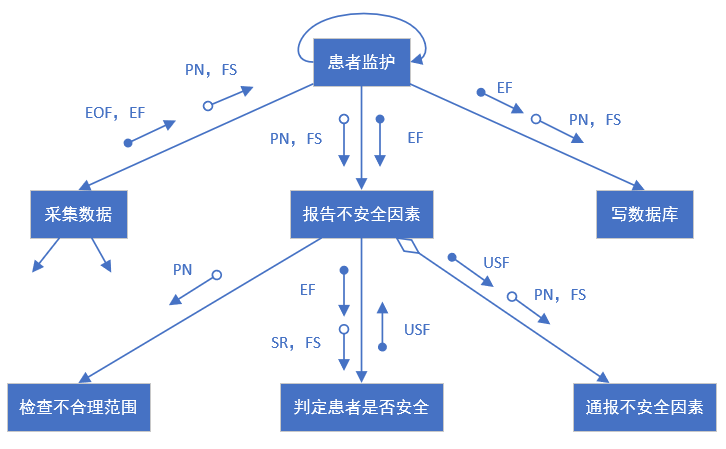 患者监护
PN，FS
EOF，EF
EF
PN，FS
PN，FS
EF
采集数据
报告不安全因素
写数据库
PN
USF
EF
PN，FS
SR，FS
USF
检查不合理范围
判定患者是否安全
通报不安全因素